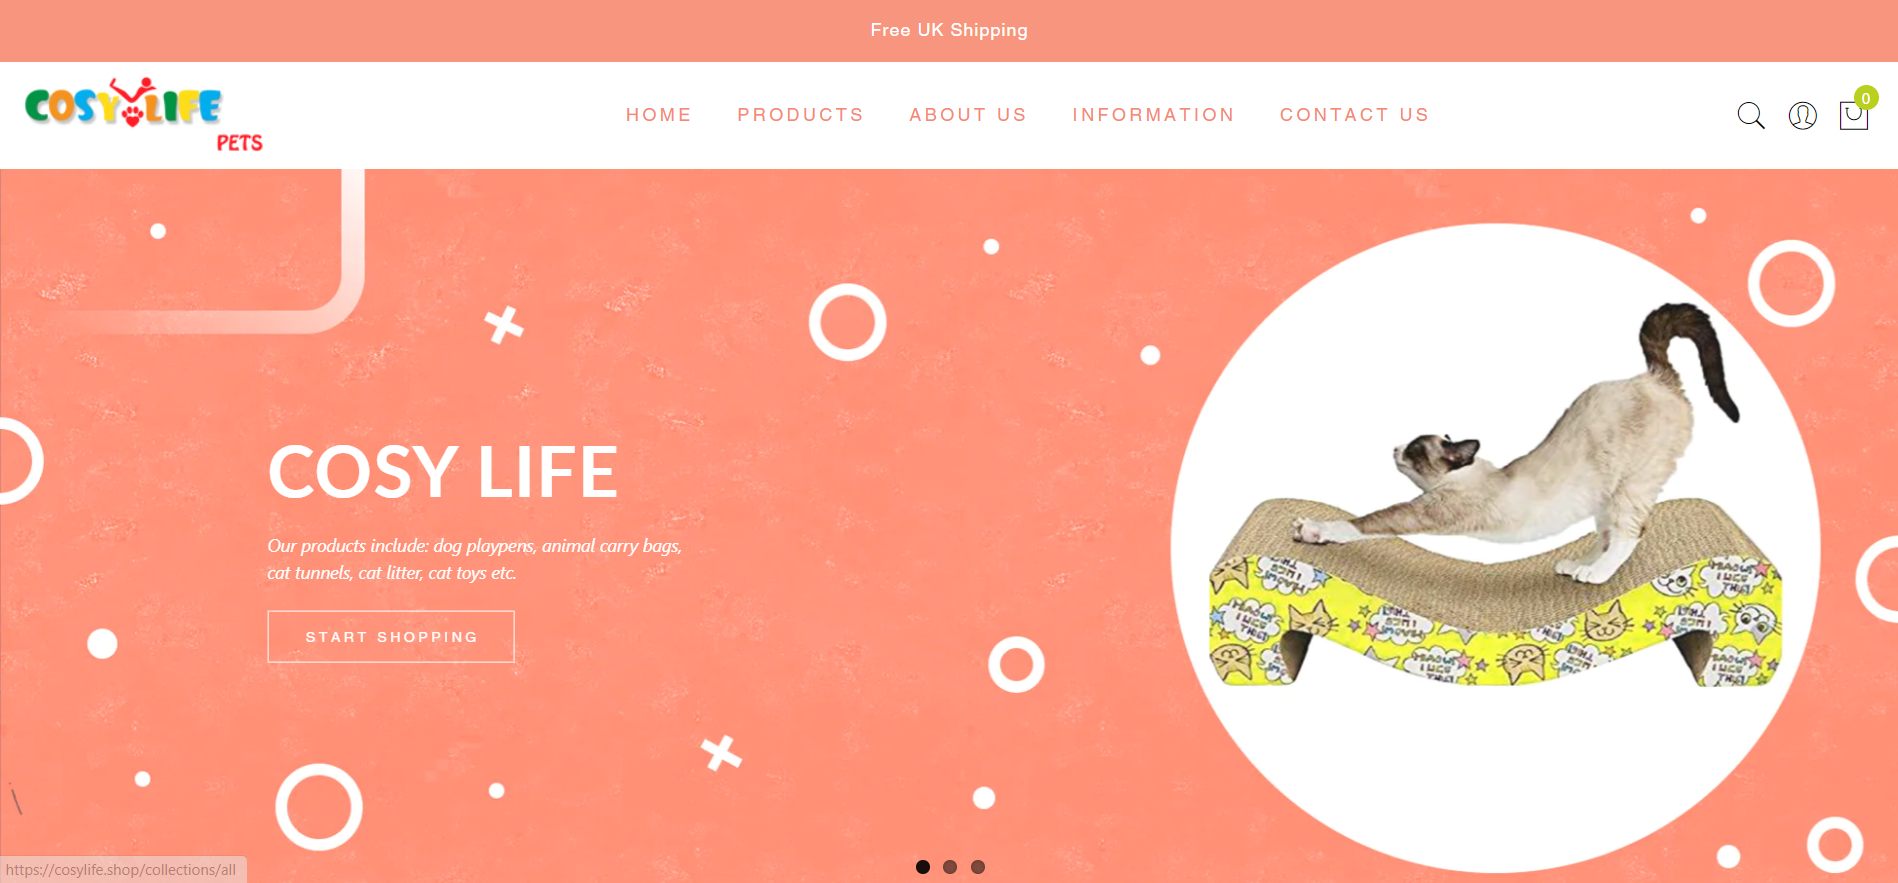 Free UK Shipping
COSY LIFE
PETS
HOME PRODUCTS ABOUT US INFORMATION CONTACT US
0
COSY LIFE
Our products include: dog playpens, animal carry bags,
cat tunnels, cat litter, cat toys etc.
START SHOPPING
https://cosylife.shop/collections/all